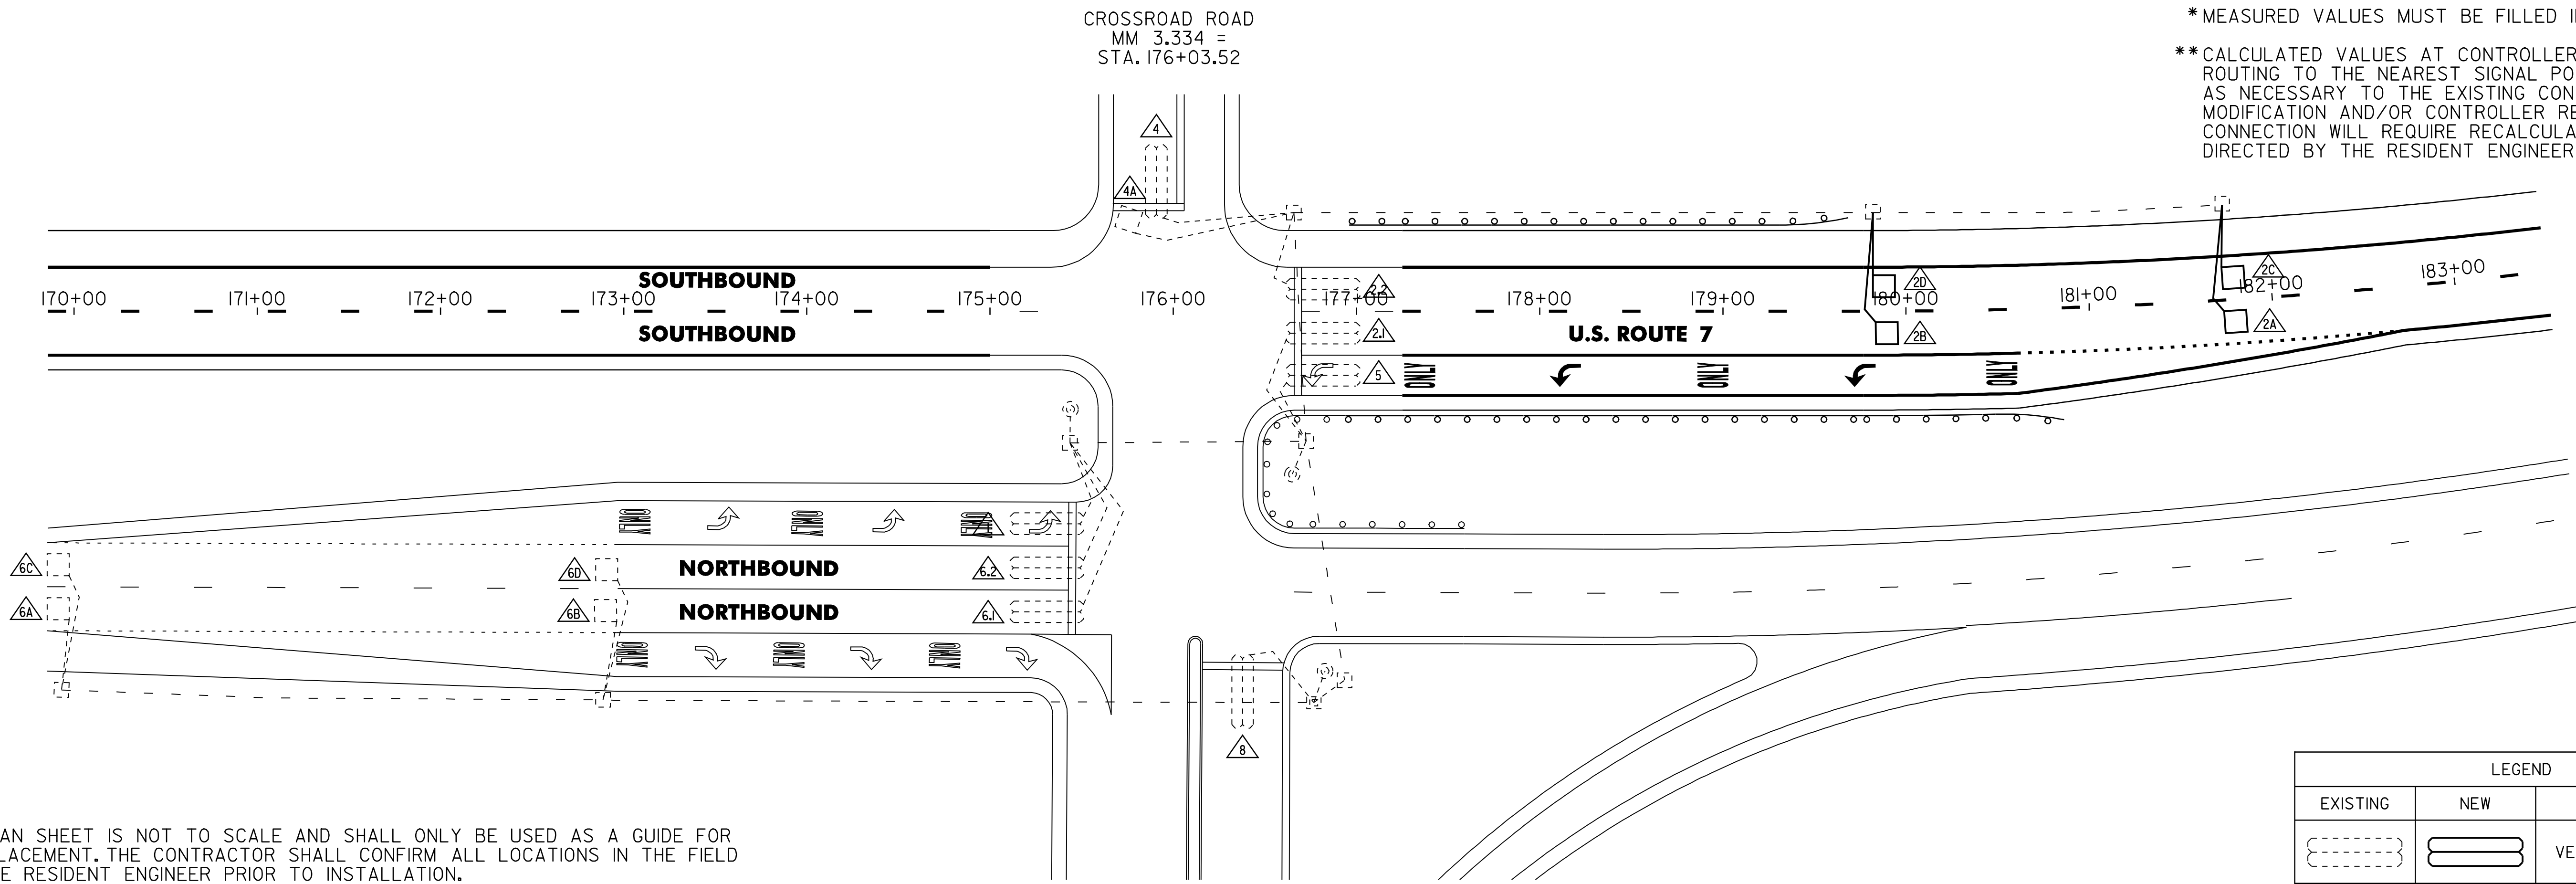 CROSSROAD ROAD
MM 3.334 =
STA. 176+03.52
*MEASURED VALUES MUST BE FILLED
**CALCULATED VALUES AT CONTROLLER
ROUTING TO THE NEAREST SIGNAL
AS NECESSARY TO THE EXISTING
MODIFICATION AND/OR CONTROLLER
CONNECTION WILL REQUIRE
DIRECTED BY THE RESIDENT ENGINEER
4
4A
SOUTHBOUND
170+00 171+00 172+00 173+00 174+00 175+00 176+00 177+00 178+00 179+00 180+00 181+00 182+00 183+00
2.2
2D
2C
SOUTHBOUND
2.1
U.S. ROUTE 7
2B
2A
5
ONLY ONLY ONLY
ONLY ONLY ONLY
6C
6D
NORTHBOUND
6.2
6A
6B
NORTHBOUND
6.1
ONLY ONLY ONLY
8
SHEET IS NOT TO SCALE AND SHALL ONLY BE USED AS A GUIDE FOR
THE CONTRACTOR SHALL CONFIRM ALL LOCATIONS IN THE FIELD
RESIDENT ENGINEER PRIOR TO INSTALLATION.
LEGEND
EXISTING NEW